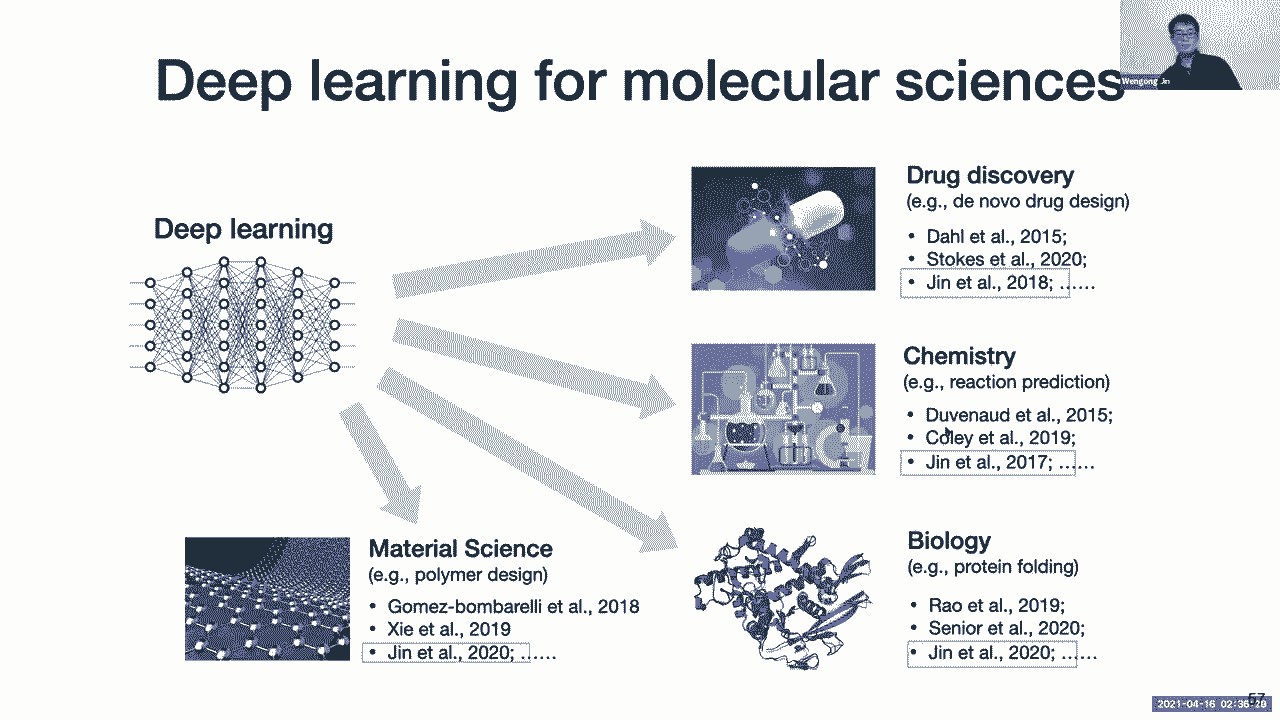 Deep learning for molecular sciences
Wengong Jin
Deep learning
Drug discovery
(e.g., de novo drug design)
• Dahl et al., 2015;
• Stokes et al., 2020;
• Jin et al., 2018; ......
Chemistry
(e.g., reaction prediction)
• Duvenaud et al., 2015;
• Coley et al., 2019;
• Jin et al., 2017; ......
Material Science
(e.g., polymer design)
• Gomez-bombarelli et al., 2018
• Xie et al., 2019
• Jin et al., 2020; ......
Biology
(e.g., protein folding)
• Rao et al., 2019;
• Senior et al., 2020;
• Jin et al., 2020; ......
57
2021-04-16